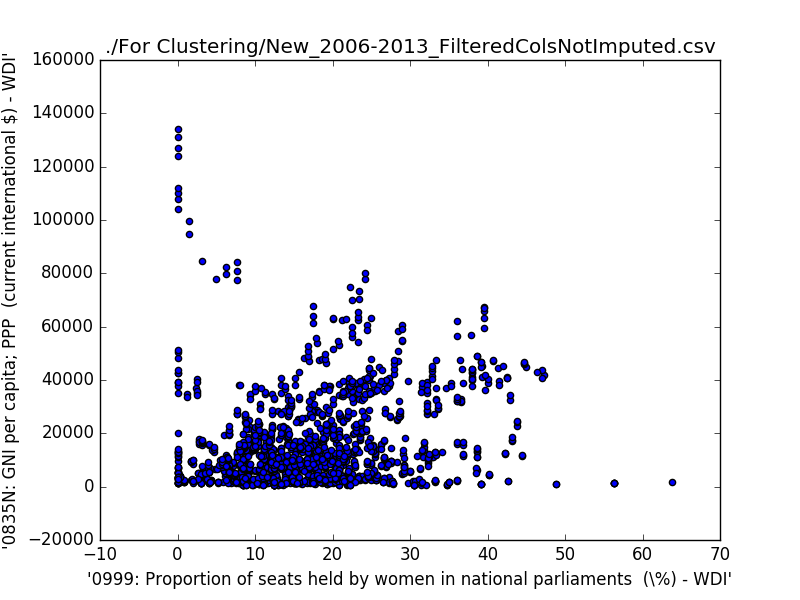 ./For Clustering/New_2006-2013_FilteredColsNotImputed.csv
'0835N: GNI per capita; PPP  (current international $) - WDI'
160000
140000
120000
100000
80000
60000
40000
20000
0
−20000
−10 0 10 20 30 40 50 60 70
'0999: Proportion of seats held by women in national parliaments  (\%) - WDI'